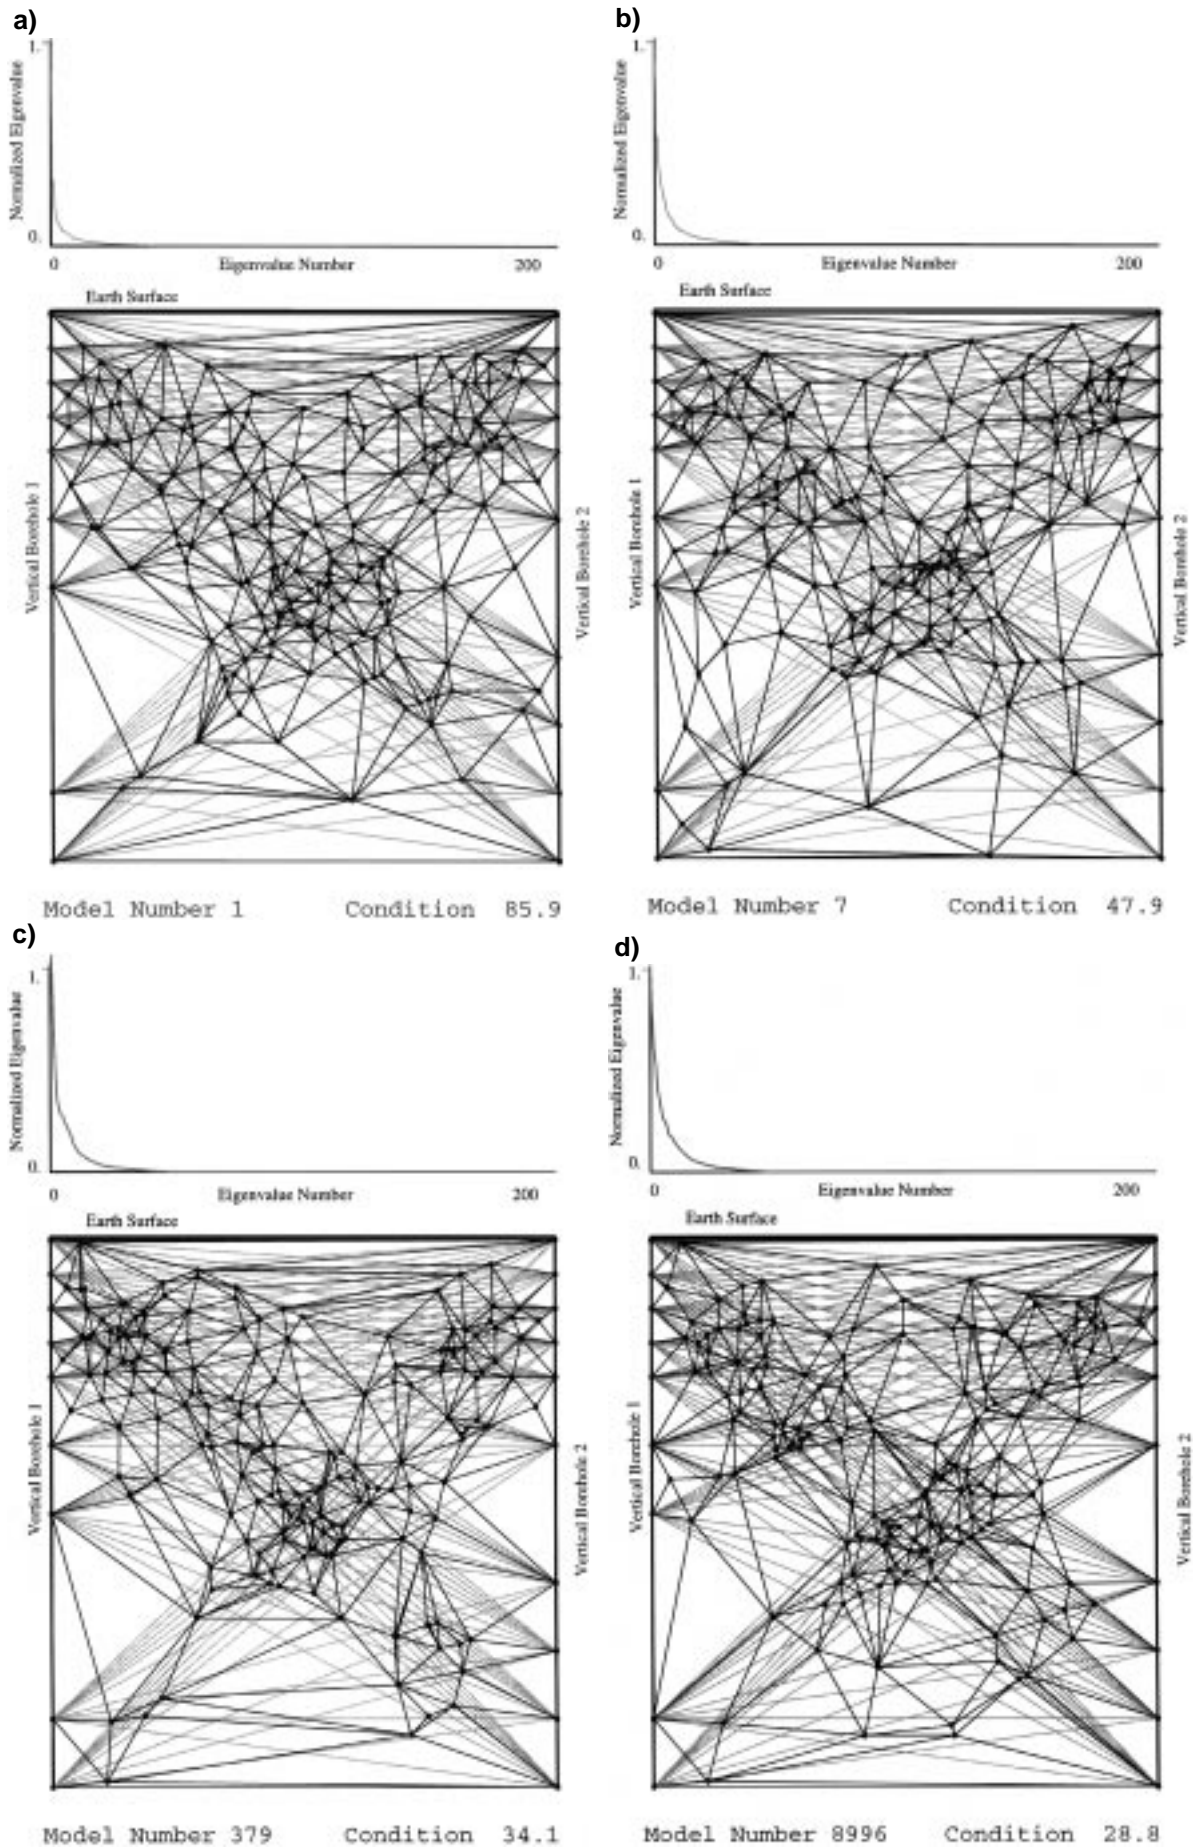 a)
1.
Normalized Eigenvalue
0.
0
Eigenvalue Number
200
Earth Surface
Vertical Borehole 1
Vertical Borehole 2
Model Number 1 Condition 85.9
b)
1.
Normalized Eigenvalue
0.
0
Eigenvalue Number
200
Earth Surface
Vertical Borehole 1
Vertical Borehole 2
Model Number 7 Condition 47.9
c)
1.
Normalized Eigenvalue
0.
0
Eigenvalue Number
200
Earth Surface
Vertical Borehole 1
Vertical Borehole 2
Model Number 379 Condition 34.1
d)
1.
Normalized Eigenvalue
0.
0
Eigenvalue Number
200
Earth Surface
Vertical Borehole 1
Vertical Borehole 2
Model Number 8996 Condition 28.8